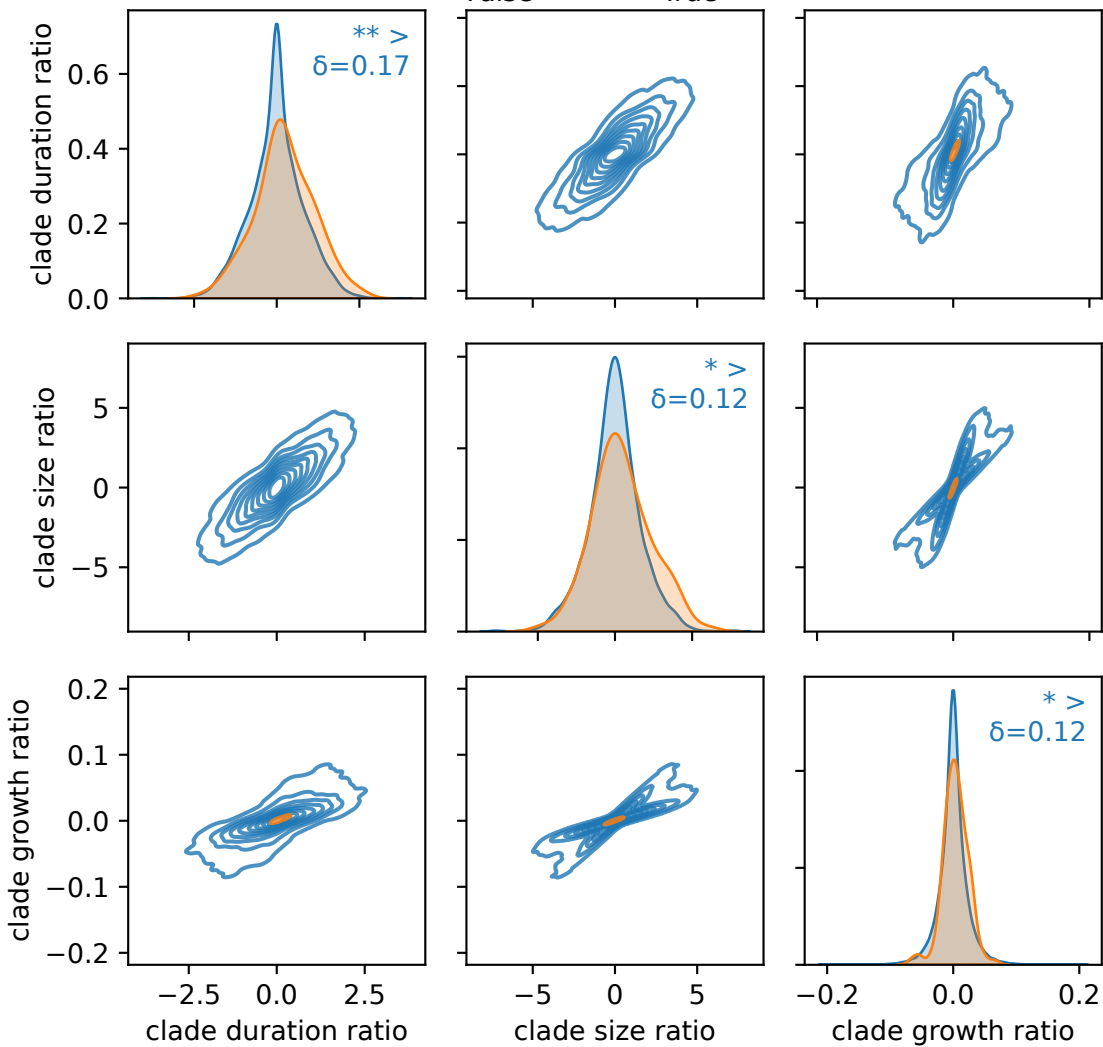 clade duration ratio
0.6
0.4
0.2
0.0
** >
δ=0.17
clade size ratio
5
0
−5
* >
δ=0.12
clade growth ratio
0.2
0.1
0.0
−0.1
−0.2
* >
δ=0.12
−2.5 0.0 2.5
clade duration ratio
−5 0 5
clade size ratio
−0.2 0.0 0.2
clade growth ratio